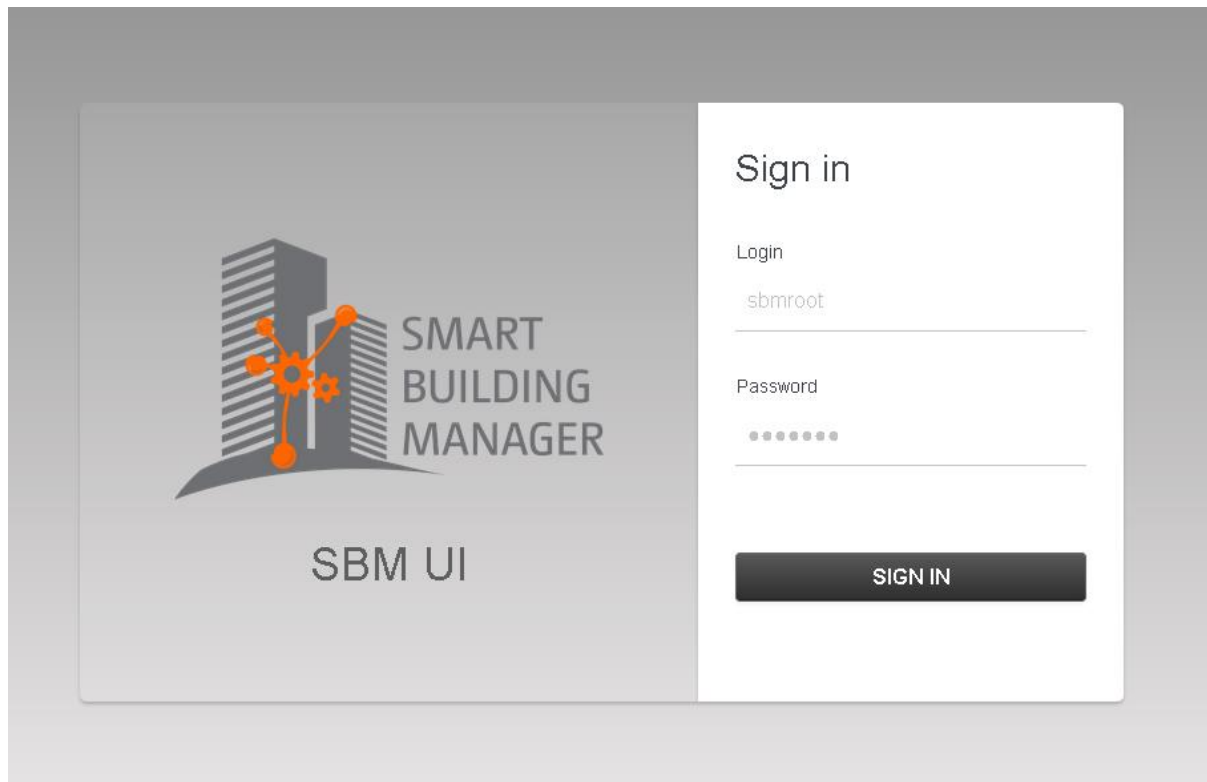 SMART
BUILDING
MANAGER
SBM UI
Sign in
Login
sbmroot
Password
•••••••
SIGN IN